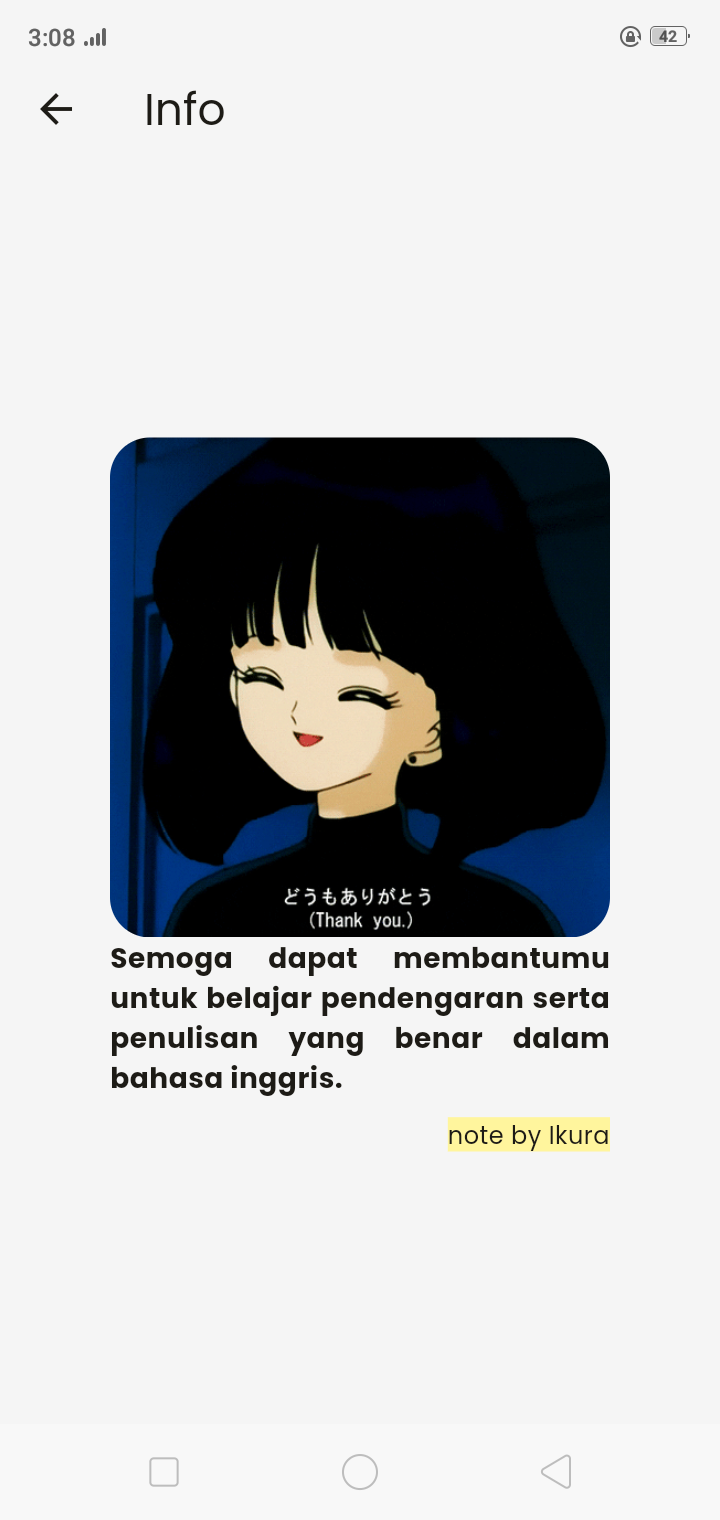 3:08
42
Info
どうもありがとう
(Thank you.)
Semoga dapat membantumu
untuk belajar pendengaran serta
penulisan yang benar dalam
bahasa inggris.
note by Ikura